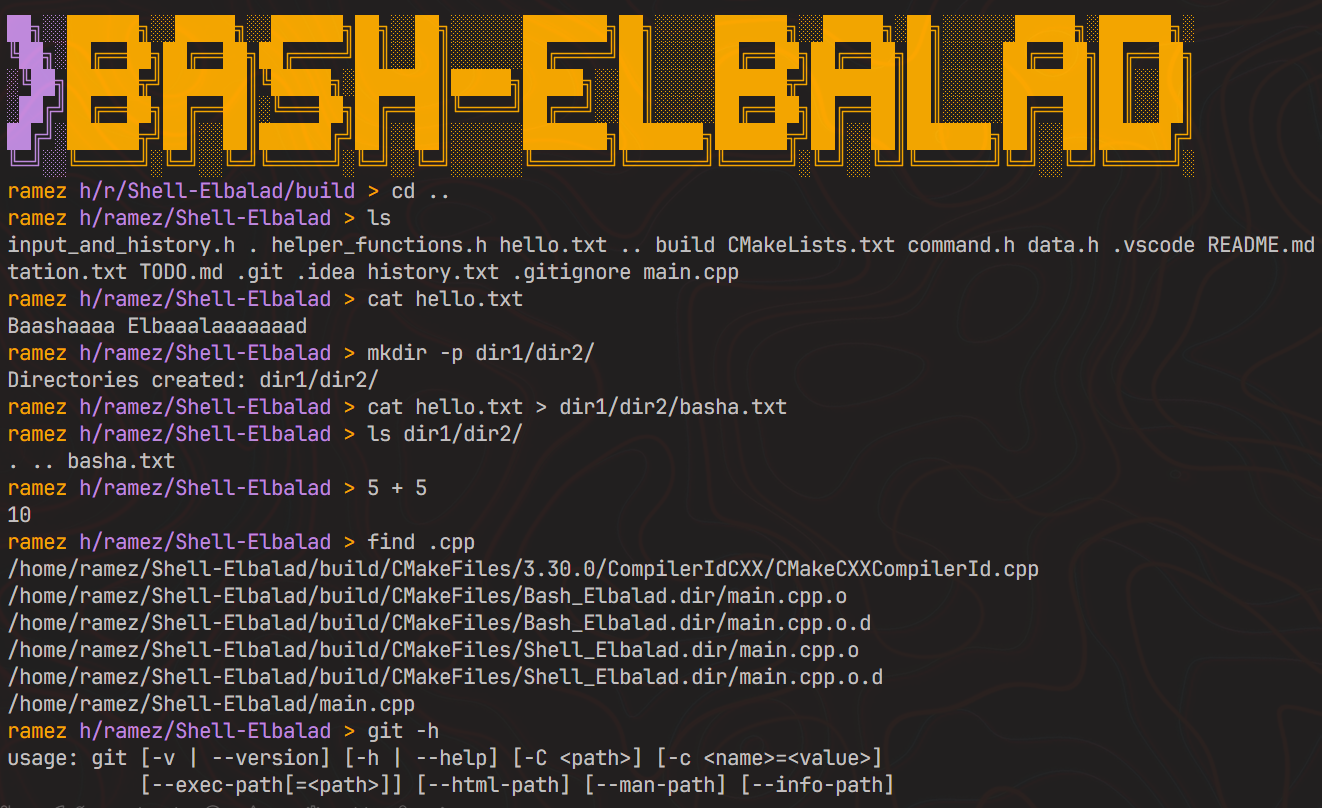 BASH-EL BALAD
ramez h/r/Shell-Elbalad/build > cd ..
ramez h/ramez/Shell-Elbalad > ls
input_and_history.h . helper_functions.h hello.txt .. build CMakeLists.txt command.h data.h .vscode README.md
tation.txt TODO.md .git .idea history.txt .gitignore main.cpp
ramez h/ramez/Shell-Elbalad > cat hello.txt
Baashaaaa Elbaaalaaaaaaad
ramez h/ramez/Shell-Elbalad > mkdir -p dir1/dir2/
Directories created: dir1/dir2/
ramez h/ramez/Shell-Elbalad > cat hello.txt > dir1/dir2/basha.txt
ramez h/ramez/Shell-Elbalad > ls dir1/dir2/
. .. basha.txt
ramez h/ramez/Shell-Elbalad > 5 + 5
10
ramez h/ramez/Shell-Elbalad > find .cpp
/home/ramez/Shell-Elbalad/build/CMakeFiles/3.30.0/CompilerIdCXX/CMakeCXXCompilerId.cpp
/home/ramez/Shell-Elbalad/build/CMakeFiles/Bash_Elbalad.dir/main.cpp.o
/home/ramez/Shell-Elbalad/build/CMakeFiles/Bash_Elbalad.dir/main.cpp.o.d
/home/ramez/Shell-Elbalad/build/CMakeFiles/Shell_Elbalad.dir/main.cpp.o
/home/ramez/Shell-Elbalad/build/CMakeFiles/Shell_Elbalad.dir/main.cpp.o.d
/home/ramez/Shell-Elbalad/main.cpp
ramez h/ramez/Shell-Elbalad > git -h
usage: git [-v | --version] [-h | --help] [-C <path>] [-c <name>=<value>]
[--exec-path[=<path>]] [--html-path] [--man-path] [--info-path]